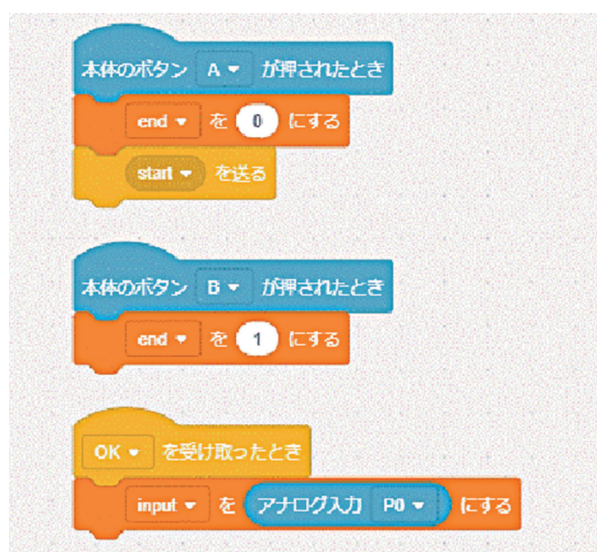 本体のボタン A が押されたとき
end を 0 にする
start を送る
本体のボタン B が押されたとき
end を 1 にする
OK を受け取ったとき
input を アナログ入力 P0 にする